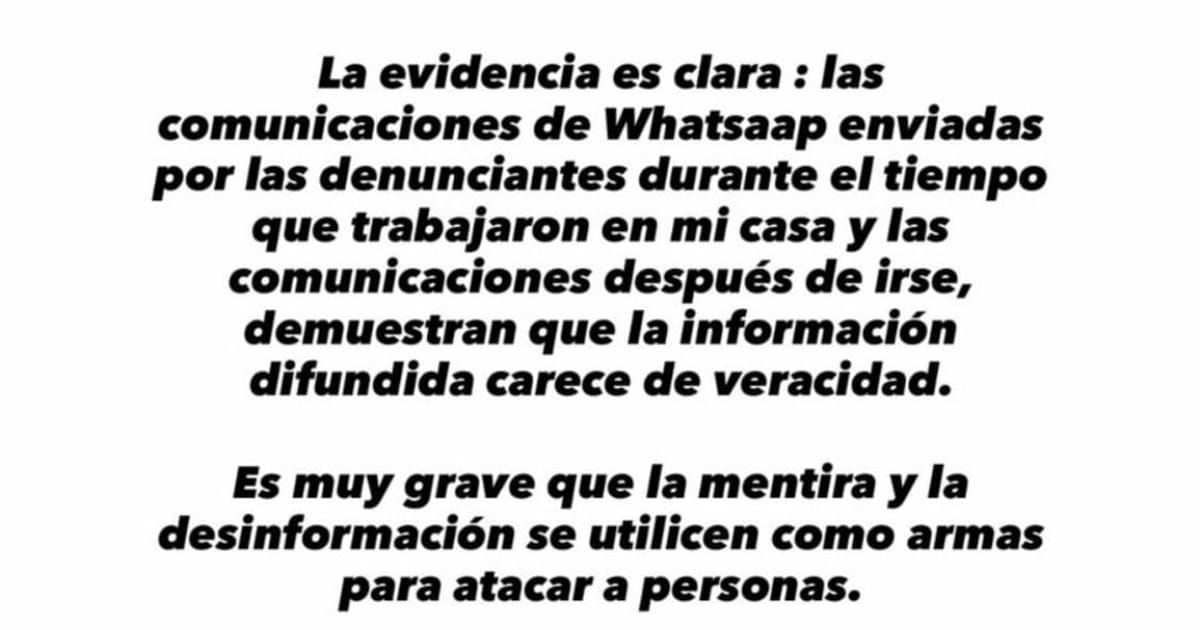 La evidencia es clara : las
comunicaciones de Whatsaap enviadas
por las denunciantes durante el tiempo
que trabajaron en mi casa y las
comunicaciones después de irse,
demuestran que la información
difundida carece de veracidad.
Es muy grave que la mentira y la
desinformación se utilicen como armas
para atacar a personas.